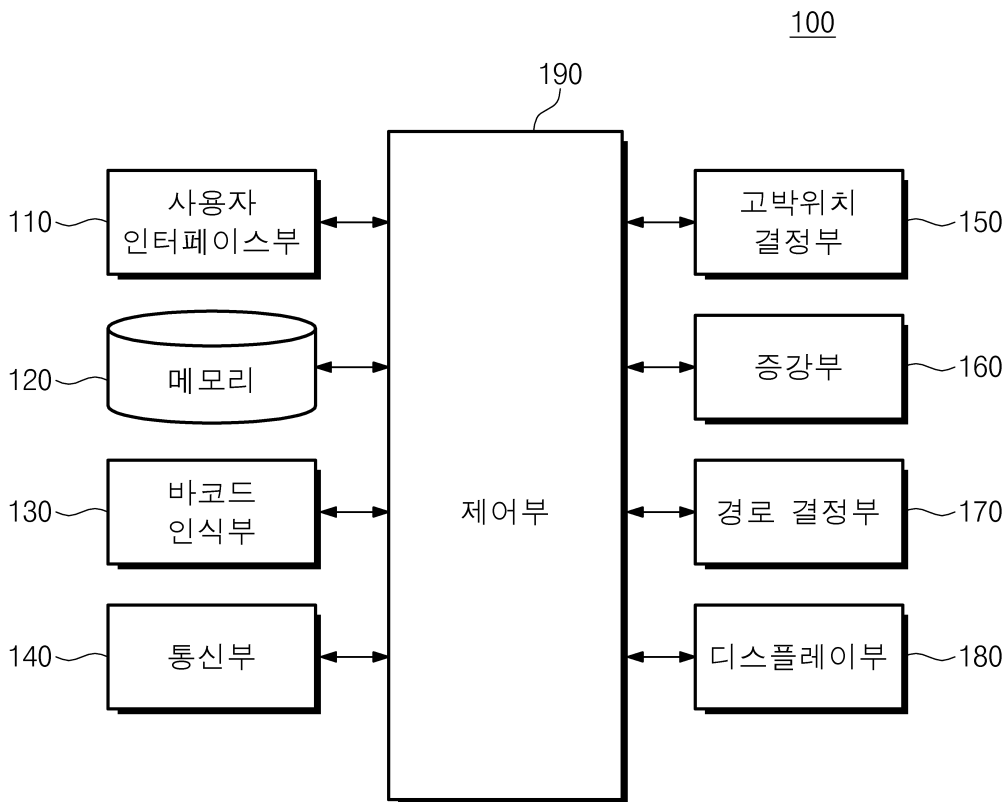 100
190
110
사용자
인터페이스부
고박위치
결정부
150
120
메모리
증강부
160
130
바코드
인식부
제어부
경로 결정부
170
140
통신부
디스플레이부
180